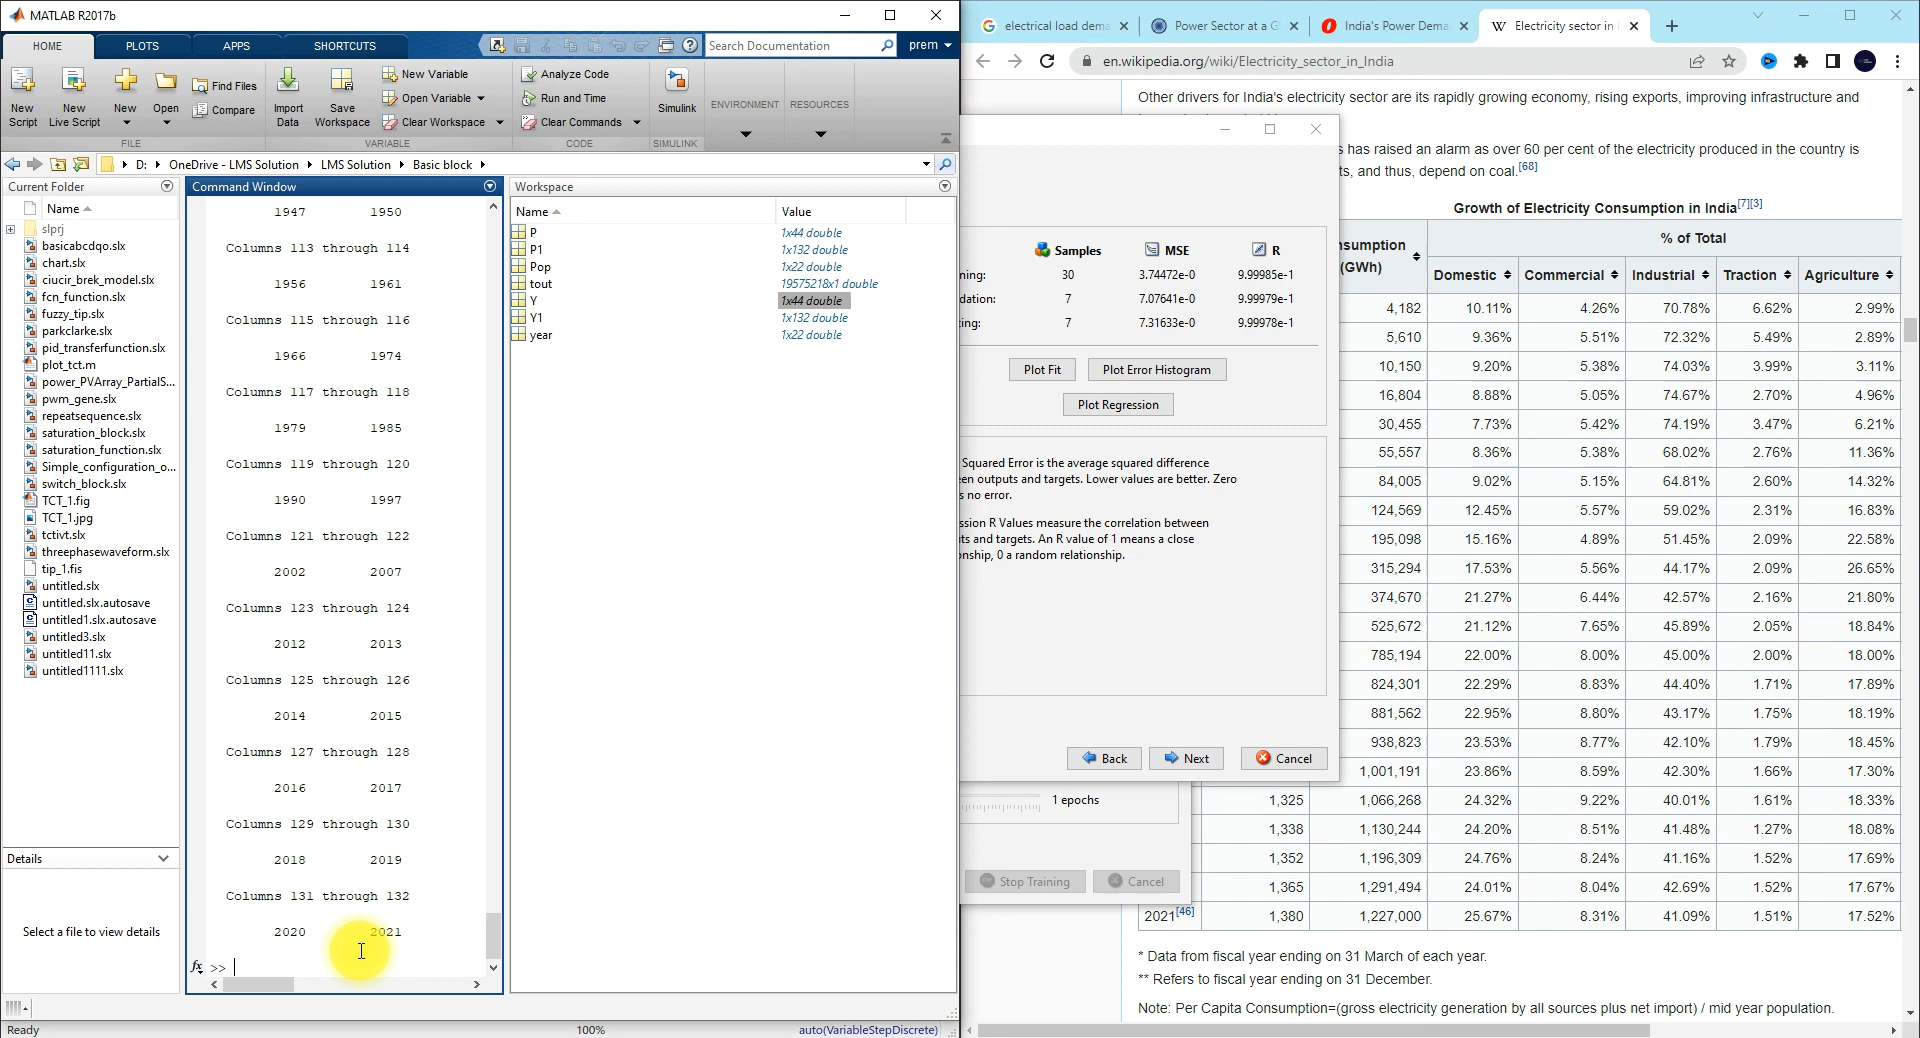 MATLAB R2017b
HOME
PLOTS
APPS
SHORTCUTS
Search Documentation
prem
New Script
New Live Script
New
Open
Find Files
Compare
Import Data
Save Workspace
New Variable
Open Variable
Clear Workspace
Analyze Code
Run and Time
Clear Commands
Simulink
ENVIRONMENT
RESOURCES
FILE
VARIABLE
CODE
SIMULINK
D:
OneDrive - LMS Solution
LMS Solution
Basic block
Current Folder
Name
slprj
basicabcdqo.slx
chart.slx
ciucir_brek_model.slx
fcn_function.slx
fuzzy_tip.slx
parkclarke.slx
pid_transferfunction.slx
plot_tct.m
power_PVArray_PartialS...
pwm_gene.slx
repeatsequence.slx
saturation_block.slx
saturation_function.slx
Simple_configuration_o...
switch_block.slx
TCT_1.fig
TCT_1.jpg
tctivt.slx
threephasewaveform.slx
tip_1.fis
untitled.slx
untitled.slx.autosave
untitled1.slx.autosave
untitled3.slx
untitled11.slx
untitled1111.slx
Details
Select a file to view details
Command Window
1947 1950
Columns 113 through 114
1956 1961
Columns 115 through 116
1966 1974
Columns 117 through 118
1979 1985
Columns 119 through 120
1990 1997
Columns 121 through 122
2002 2007
Columns 123 through 124
2012 2013
Columns 125 through 126
2014 2015
Columns 127 through 128
2016 2017
Columns 129 through 130
2018 2019
Columns 131 through 132
2020 2021
fx >>
Workspace
Name Value
P 1x44 double
P1 1x132 double
Pop 1x22 double
tout 19575218x1 double
Y 1x44 double
Y1 1x132 double
year 1x22 double
Ready
100%
auto(VariableStepDiscrete)
electrical load dema
Power Sector at a G
India's Power Dema
Electricity sector in
en.wikipedia.org/wiki/Electricity_sector_in_India
Other drivers for India's electricity sector are its rapidly growing economy, rising exports, improving infrastructure and
s has raised an alarm as over 60 per cent of the electricity produced in the country is
ts, and thus, depend on coal.[68]
Samples MSE R
ning: 30 3.74472e-0 9.99985e-1
dation: 7 7.07641e-0 9.99979e-1
ing: 7 7.31633e-0 9.99978e-1
Plot Fit
Plot Error Histogram
Plot Regression
Squared Error is the average squared difference
en outputs and targets. Lower values are better. Zero
s no error.
ssion R Values measure the correlation between
ts and targets. An R value of 1 means a close
onship, 0 a random relationship.
Back
Next
Cancel
1 epochs
Stop Training
Cancel
Growth of Electricity Consumption in India[7][3]
nsumption (GWh)
% of Total
Domestic Commercial Industrial Traction Agriculture
4,182 10.11% 4.26% 70.78% 6.62% 2.99%
5,610 9.36% 5.51% 72.32% 5.49% 2.89%
10,150 9.20% 5.38% 74.03% 3.99% 3.11%
16,804 8.88% 5.05% 74.67% 2.70% 4.96%
30,455 7.73% 5.42% 74.19% 3.47% 6.21%
55,557 8.36% 5.38% 68.02% 2.76% 11.36%
84,005 9.02% 5.15% 64.81% 2.60% 14.32%
124,569 12.45% 5.57% 59.02% 2.31% 16.83%
195,098 15.16% 4.89% 51.45% 2.09% 22.58%
315,294 17.53% 5.56% 44.17% 2.09% 26.65%
374,670 21.27% 6.44% 42.57% 2.16% 21.80%
525,672 21.12% 7.65% 45.89% 2.05% 18.84%
785,194 22.00% 8.00% 45.00% 2.00% 18.00%
824,301 22.29% 8.83% 44.40% 1.71% 17.89%
881,562 22.95% 8.80% 43.17% 1.75% 18.19%
938,823 23.53% 8.77% 42.10% 1.79% 18.45%
1,001,191 23.86% 8.59% 42.30% 1.66% 17.30%
1,325 1,066,268 24.32% 9.22% 40.01% 1.61% 18.33%
1,338 1,130,244 24.20% 8.51% 41.48% 1.27% 18.08%
1,352 1,196,309 24.76% 8.24% 41.16% 1.52% 17.69%
1,365 1,291,494 24.01% 8.04% 42.69% 1.52% 17.67%
2021[46] 1,380 1,227,000 25.67% 8.31% 41.09% 1.51% 17.52%
* Data from fiscal year ending on 31 March of each year.
** Refers to fiscal year ending on 31 December.
Note: Per Capita Consumption=(gross electricity generation by all sources plus net import) / mid year population.